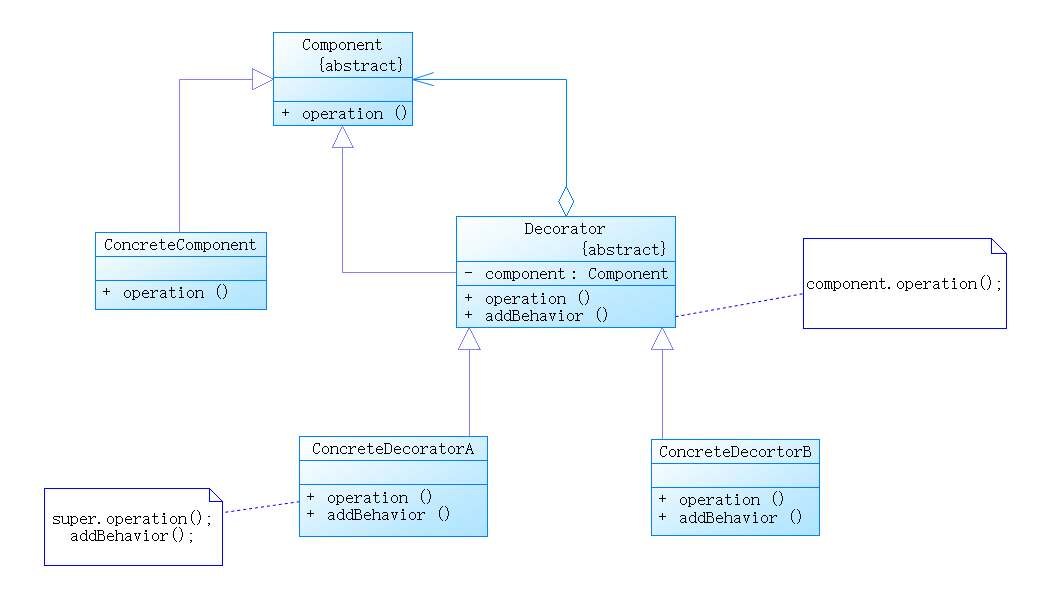 Component
{abstract}
+ operation ()
ConcreteComponent
+ operation ()
Decorator
{abstract}
- component : Component
+ operation ()
+ addBehavior ()
component.operation();
ConcreteDecoratorA
+ operation ()
+ addBehavior ()
ConcreteDecortorB
+ operation ()
+ addBehavior ()
super.operation();
addBehavior();